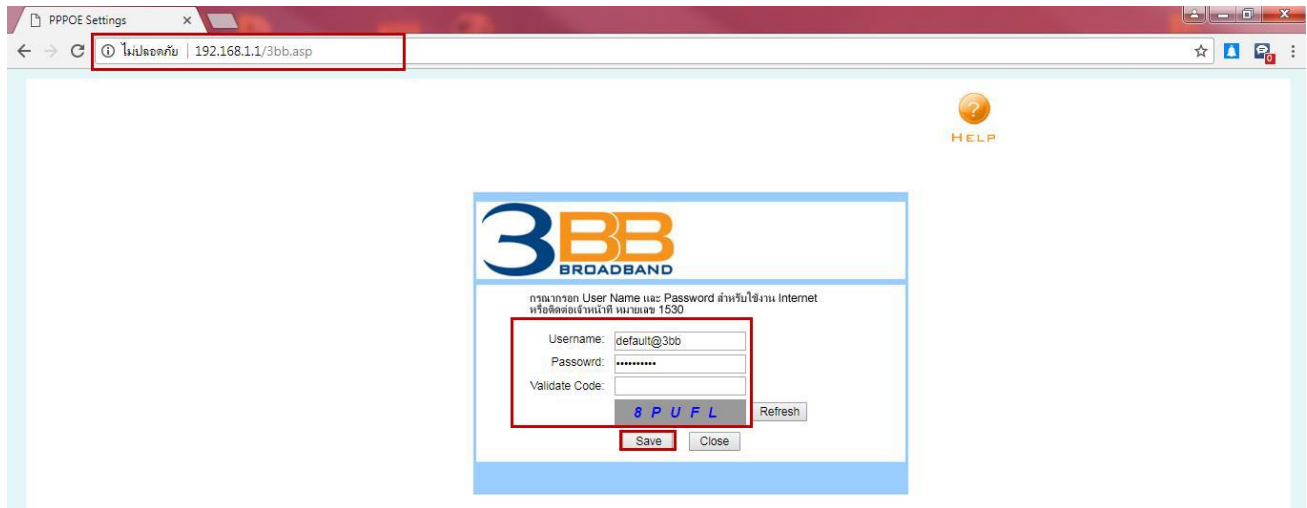 PPPOE Settings
ไม่ปลอดภัย | 192.168.1.1/3bb.asp
0
?
HELP
3BB
BROADBAND
กรุณากรอก User Name และ Password สำหรับใช้งาน Internet
หรือติดต่อเจ้าหน้าที่ หมายเลข 1530
Username: default@3bb
Passowrd: ••••••••••
Validate Code:
8 P U F L Refresh
Save Close